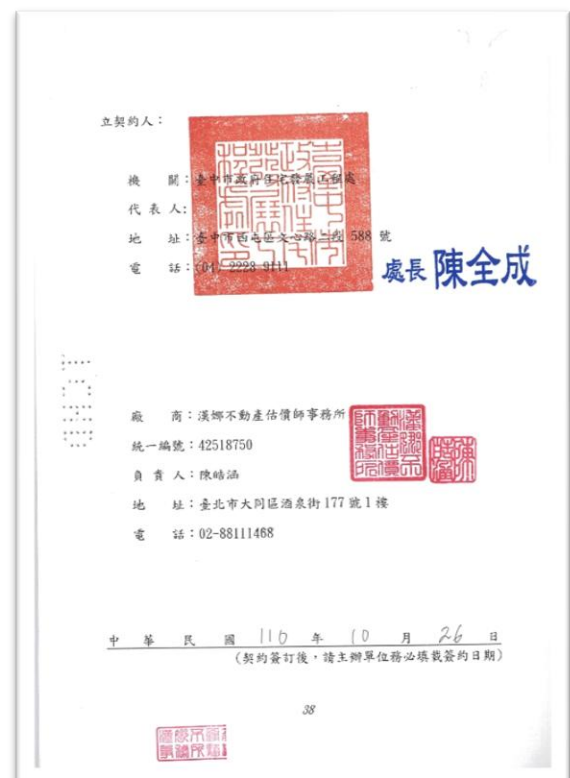 立契約人：
機　　關：臺中市政府住宅發展工程處
代 表 人：
地　　址：臺中市西屯區文心路二段 588 號
電　　話：(04) 2228-9111
處長 陳全成
廠　　商：漢娜不動產估價師事務所
統一編號：42518750
負 責 人：陳皓涵
地　　址：臺北市大同區酒泉街177 號1 樓
電　　話：02-88111468
中 華 民 國 110 年 10 月 26 日
(契約簽訂後，請主辦單位務必填載簽約日期)
38